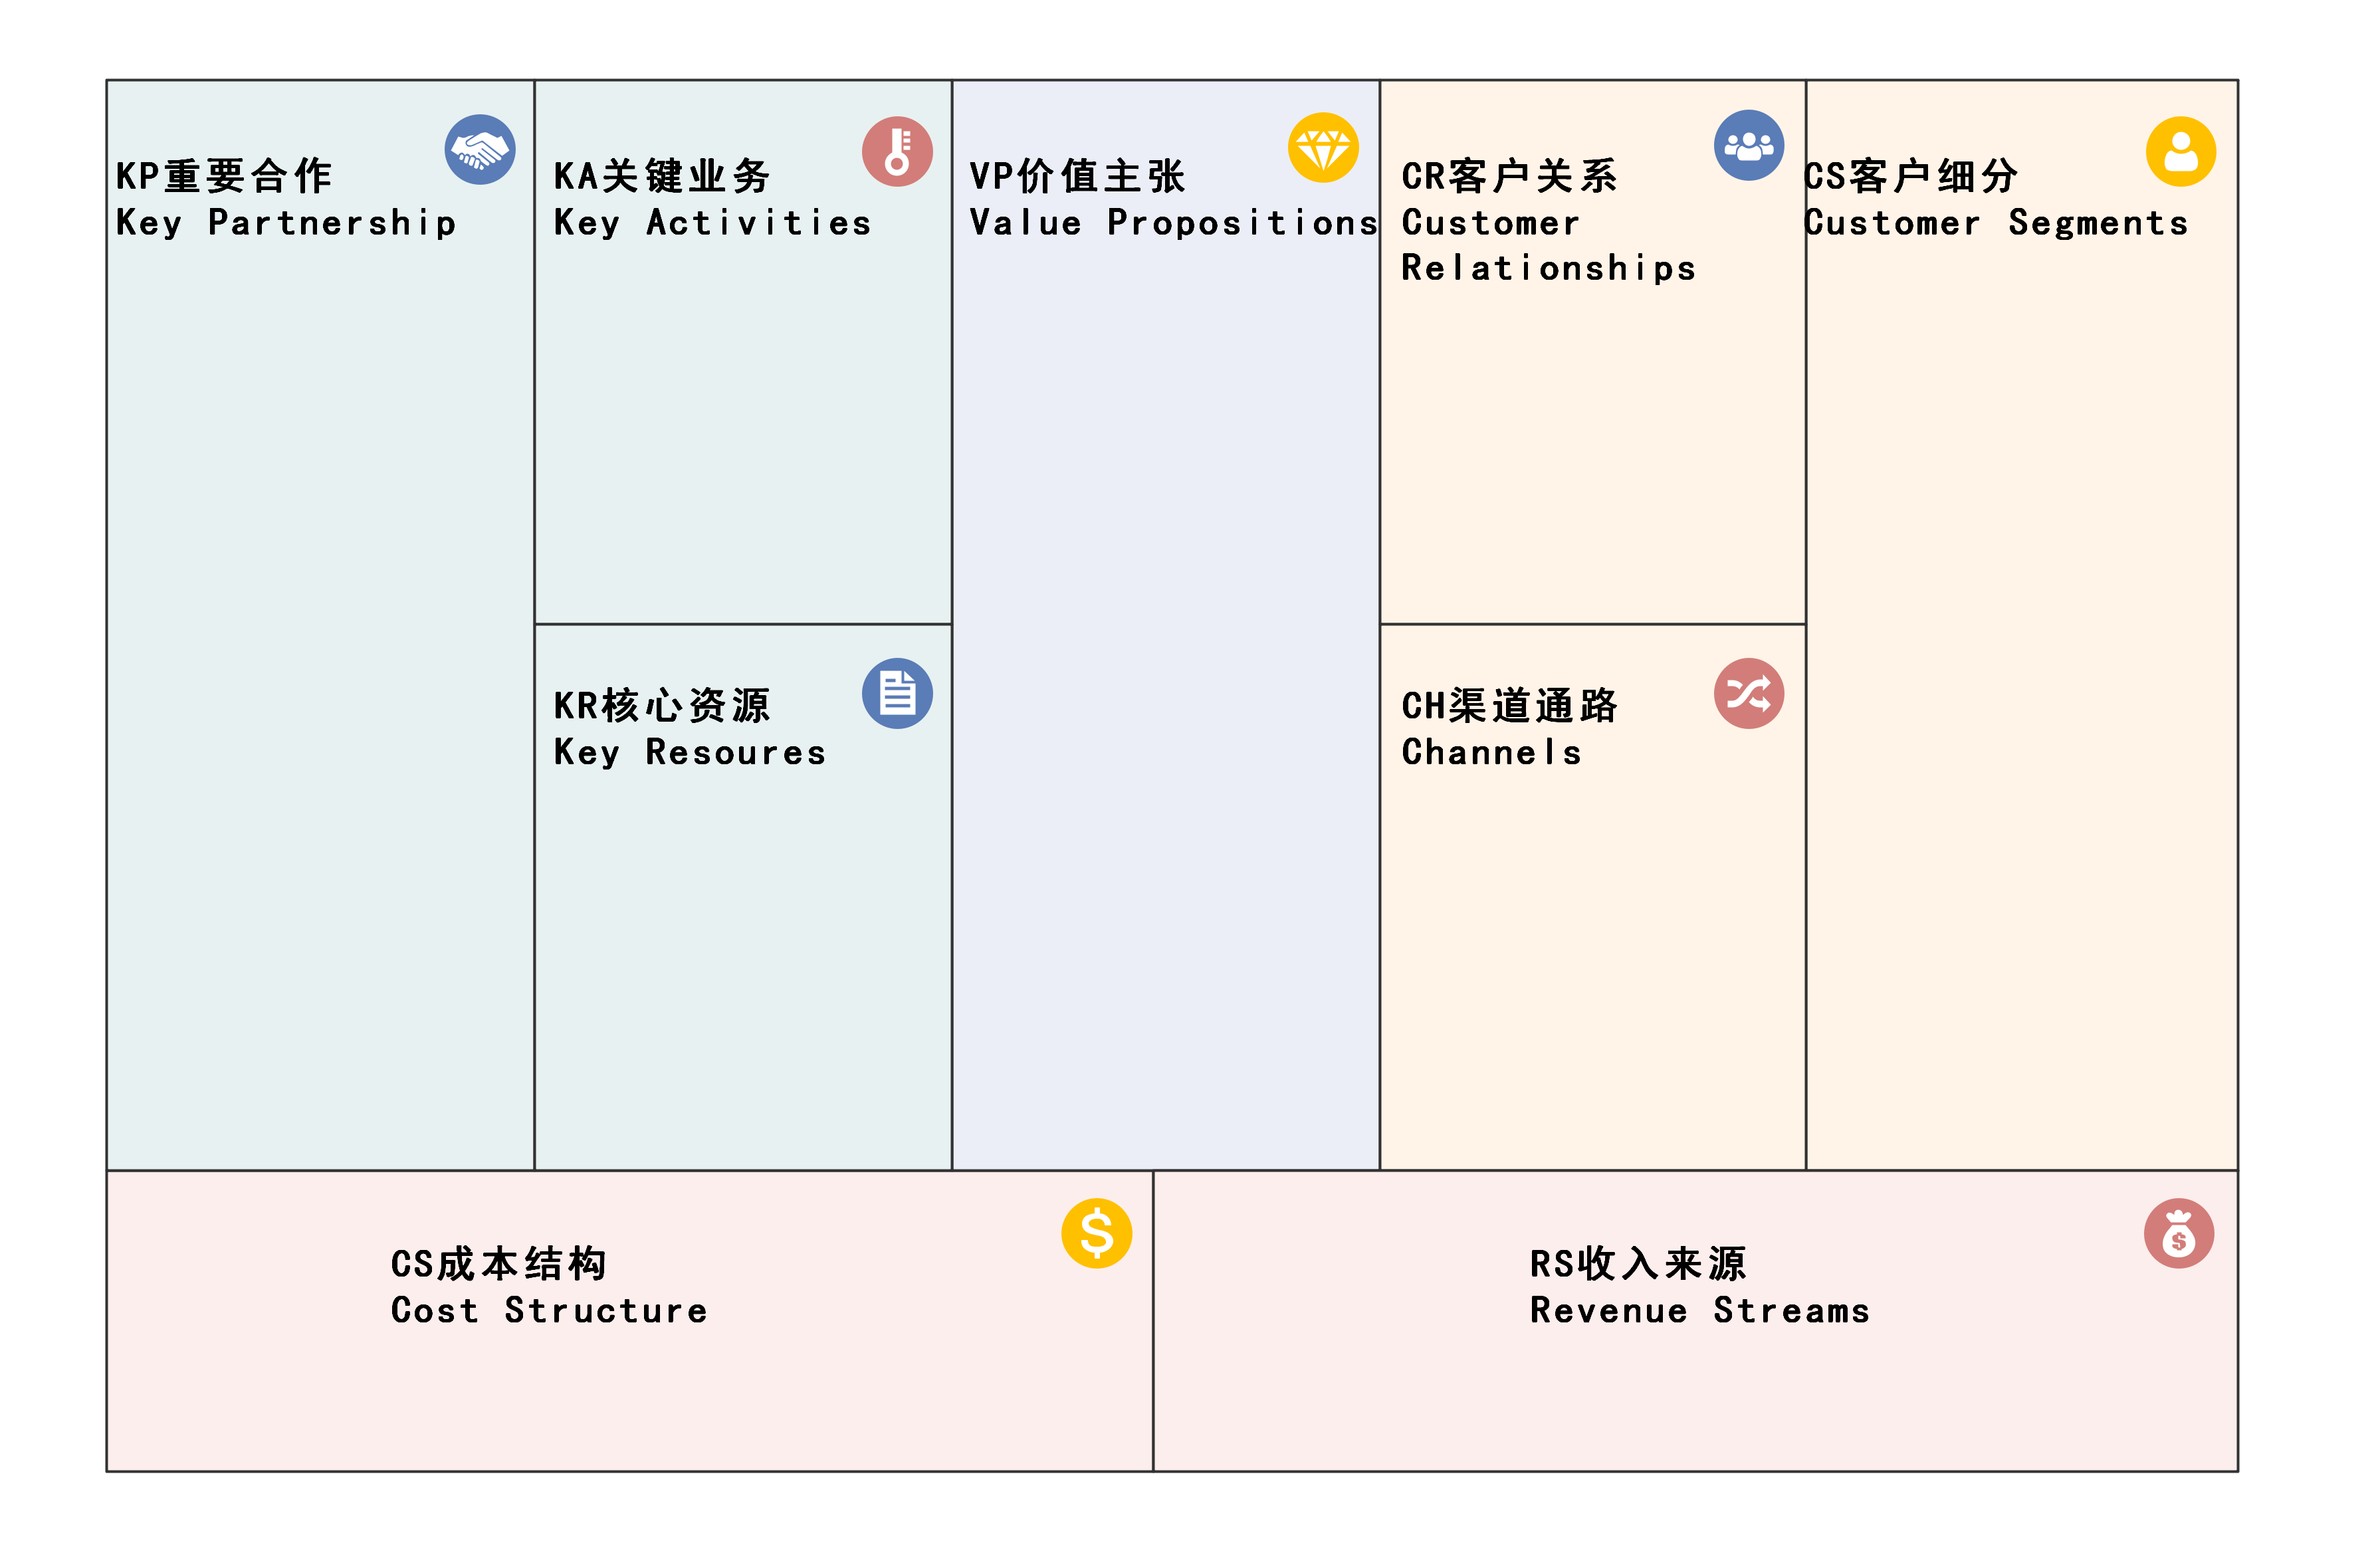 KP重要合作
Key Partnership
KA关键业务
Key Activities
VP价值主张
Value Propositions
CR客户关系
Customer
Relationships
CS客户细分
Customer Segments
KR核心资源
Key Resoures
CH渠道通路
Channels
CS成本结构
Cost Structure
RS收入来源
Revenue Streams